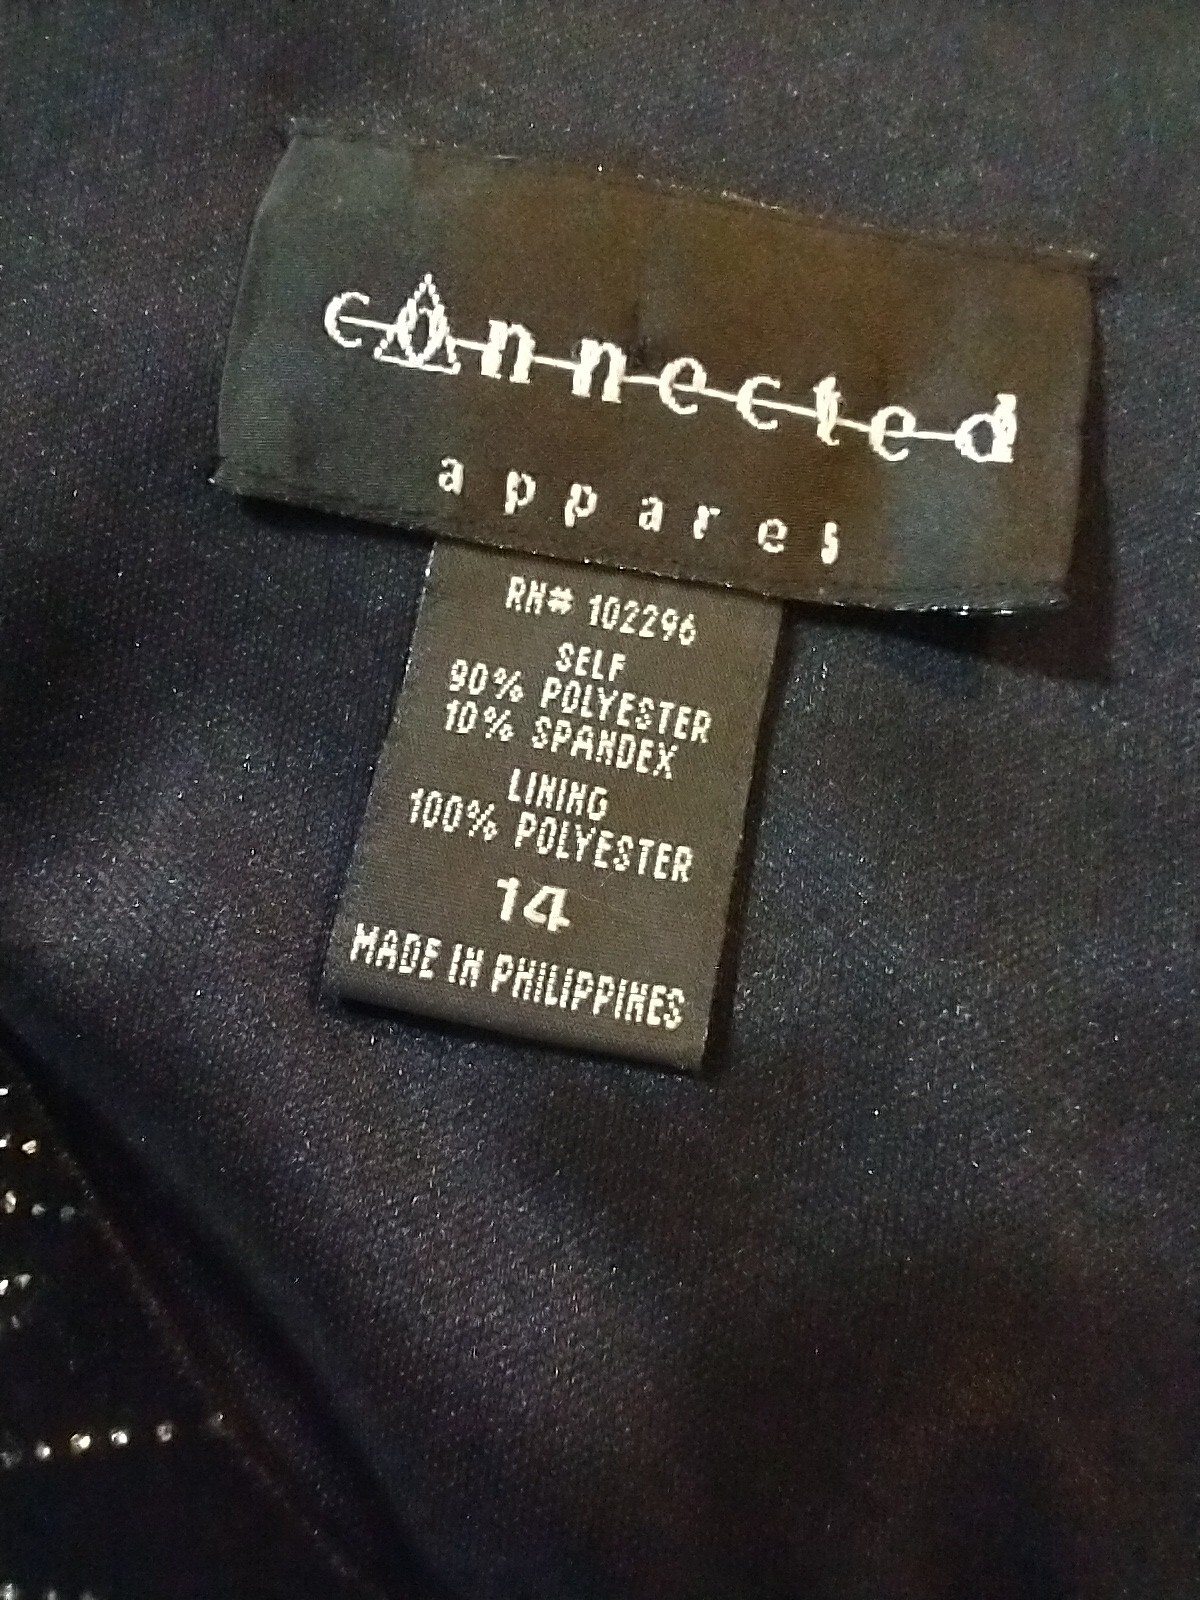 connected
apparel
RN# 102296
SELF
90% POLYESTER
10% SPANDEX
LINING
100% POLYESTER
14
MADE IN PHILIPPINES